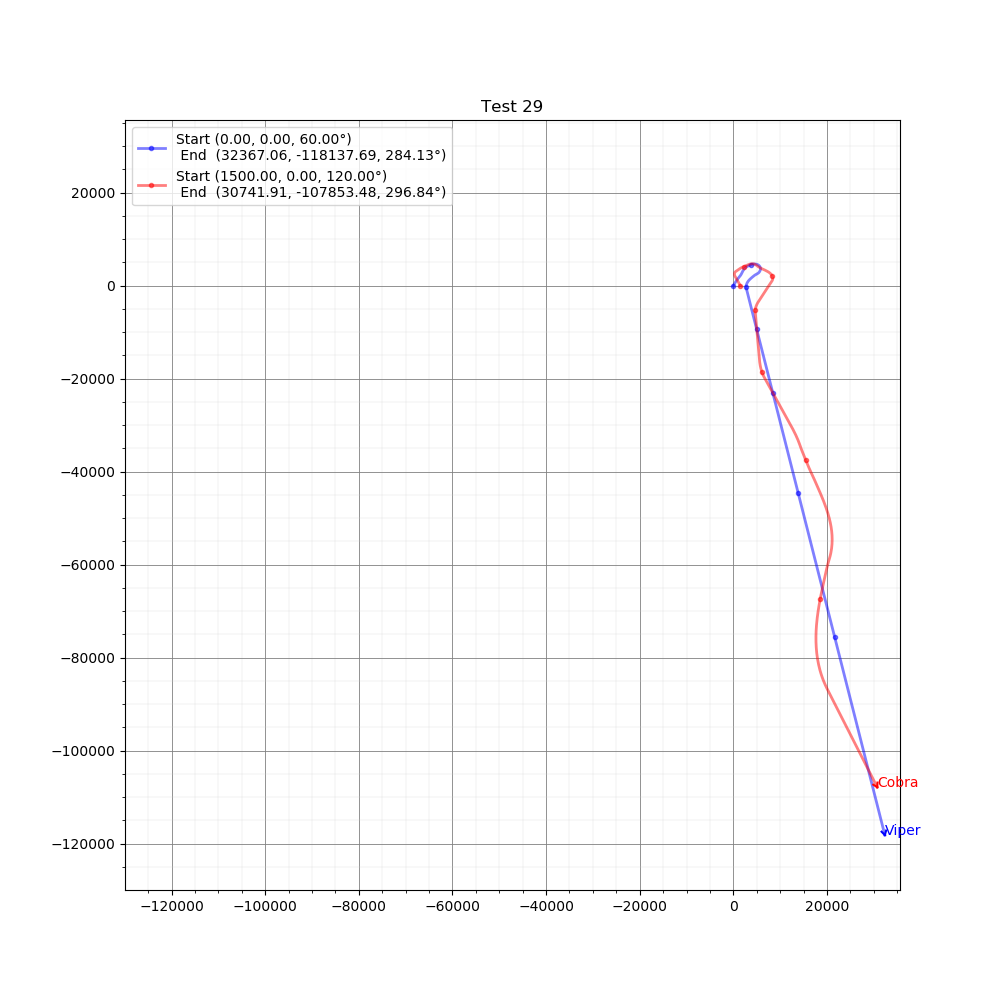 Test 29
Start (0.00, 0.00, 60.00°)
End  (32367.06, -118137.69, 284.13°)
Start (1500.00, 0.00, 120.00°)
End  (30741.91, -107853.48, 296.84°)
20000
0
−20000
−40000
−60000
−80000
−100000
−120000
Cobra
Viper
−120000 −100000 −80000 −60000 −40000 −20000 0 20000